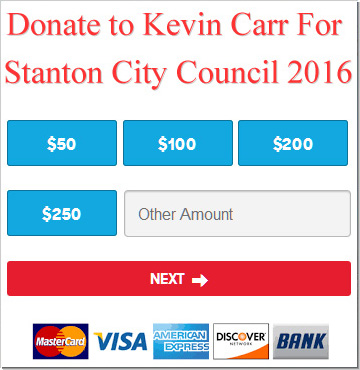 Donate to Kevin Carr For
Stanton City Council 2016
$50 $100 $200
$250 Other Amount
NEXT
MasterCard VISA AMERICAN EXPRESS DISCOVER NETWORK BANK